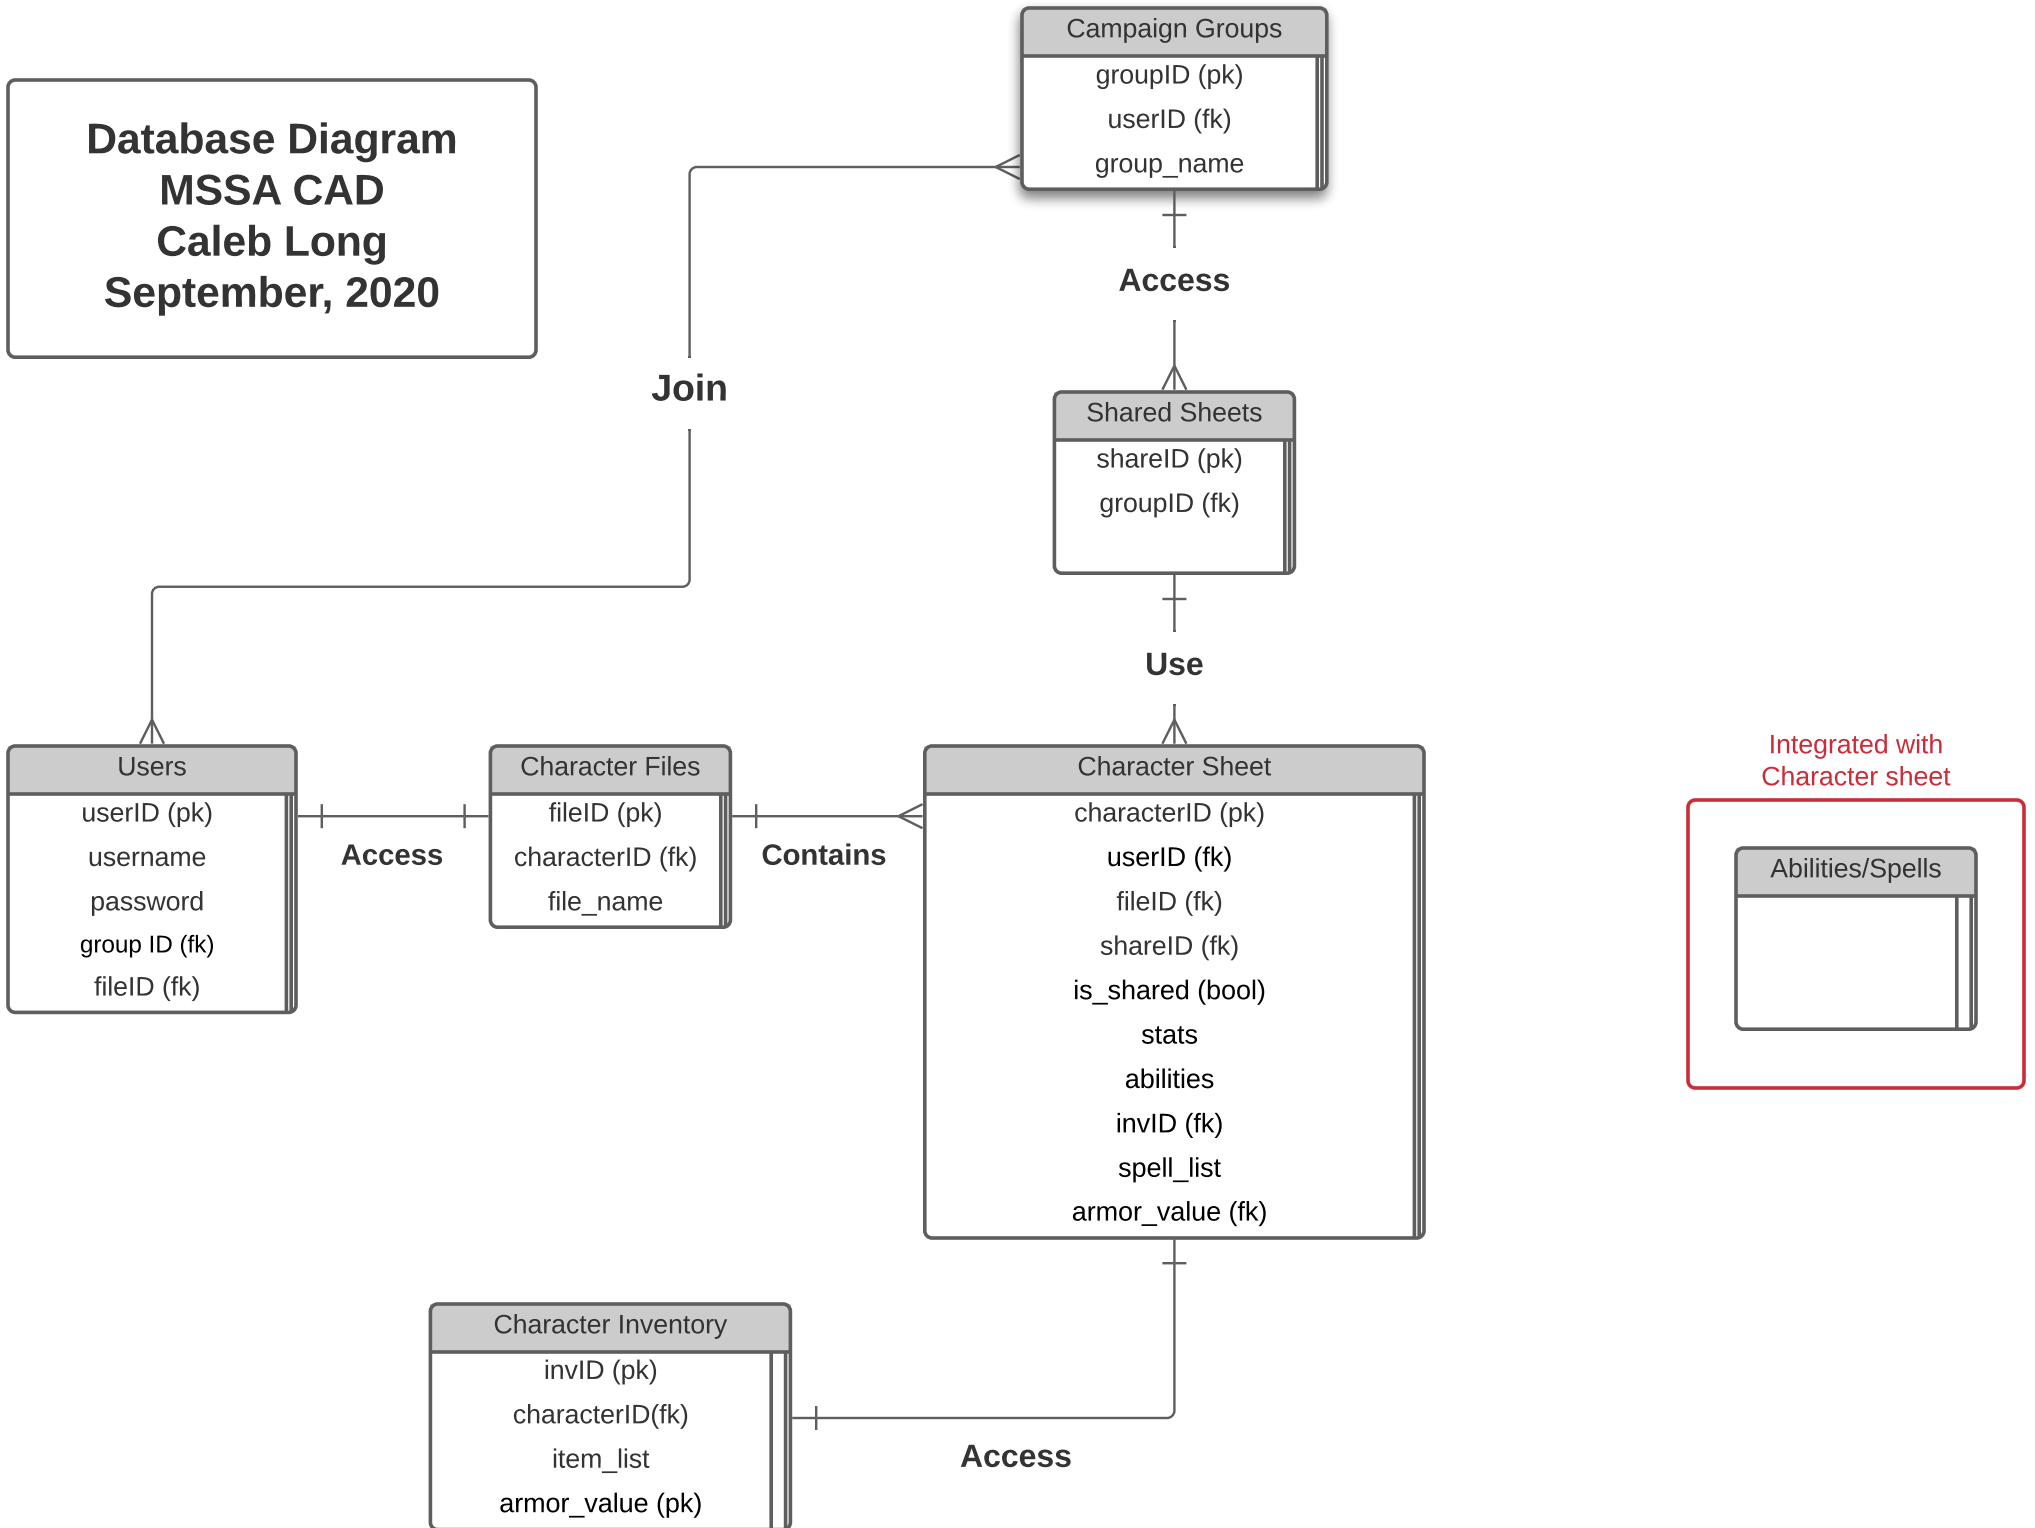 Database Diagram
MSSA CAD
Caleb Long
September, 2020
Campaign Groups
groupID (pk)
userID (fk)
group_name
Access
Join
Shared Sheets
shareID (pk)
groupID (fk)
Use
Users
userID (pk)
username
password
group ID (fk)
fileID (fk)
Access
Character Files
fileID (pk)
characterID (fk)
file_name
Contains
Character Sheet
characterID (pk)
userID (fk)
fileID (fk)
shareID (fk)
is_shared (bool)
stats
abilities
invID (fk)
spell_list
armor_value (fk)
Integrated with
Character sheet
Abilities/Spells
Character Inventory
invID (pk)
characterID(fk)
item_list
armor_value (pk)
Access